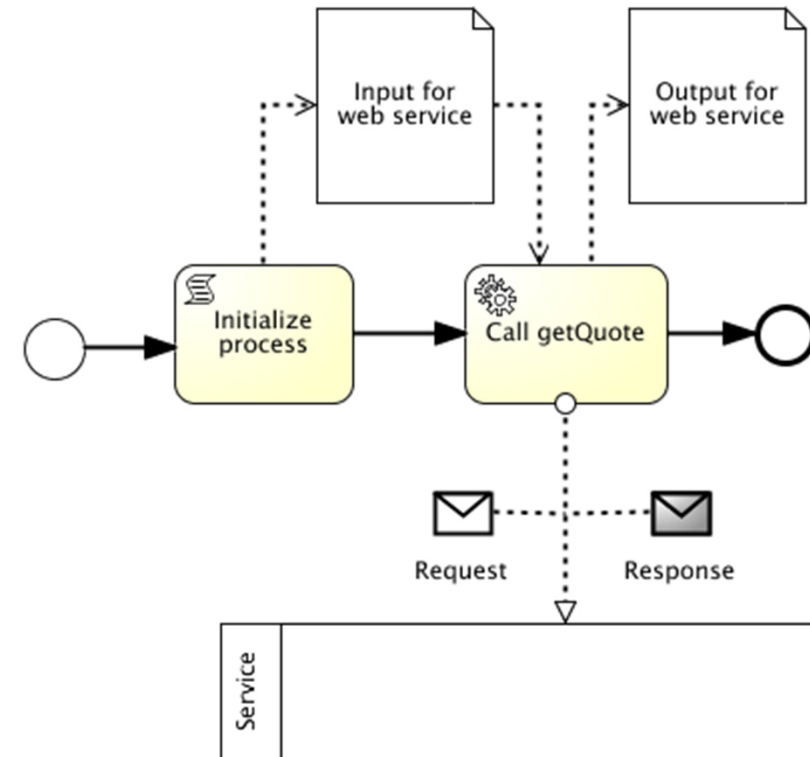 Input for
web service
Output for
web service
Initialize
process
Call getQuote
Request
Response
Service